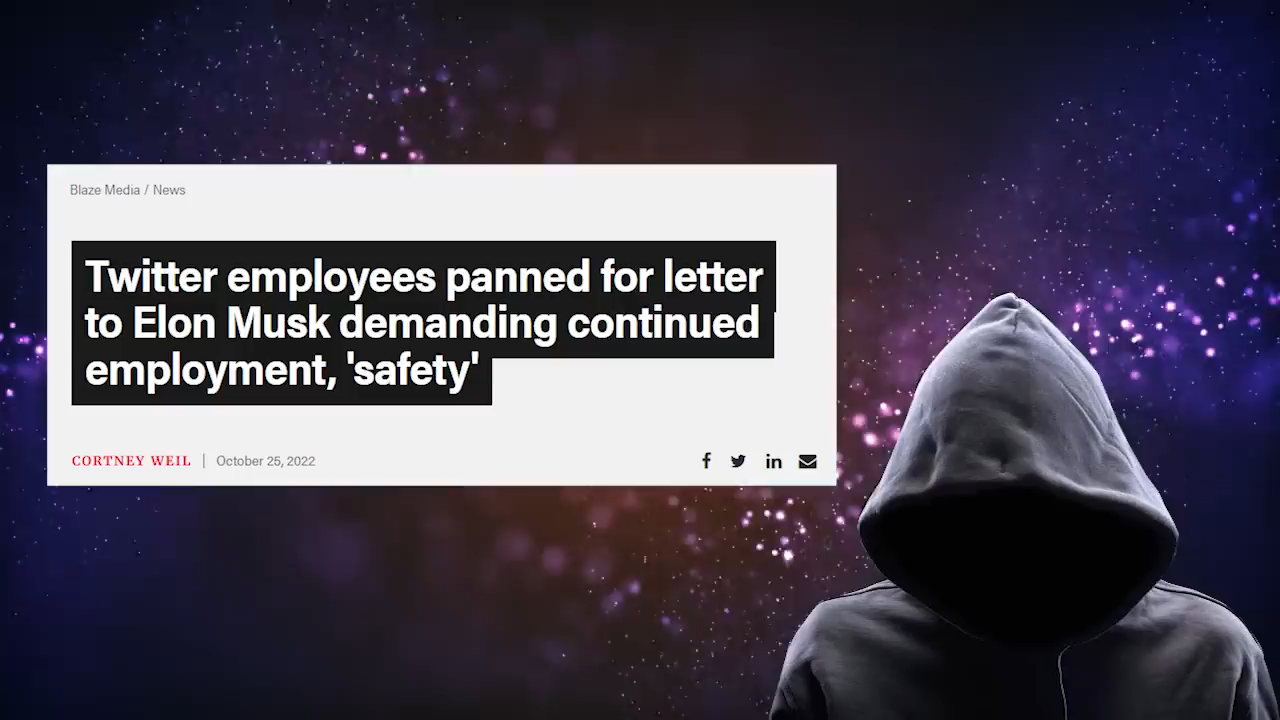 Blaze Media / News
Twitter employees panned for letter
to Elon Musk demanding continued
employment, 'safety'
CORTNEY WEIL | October 25, 2022